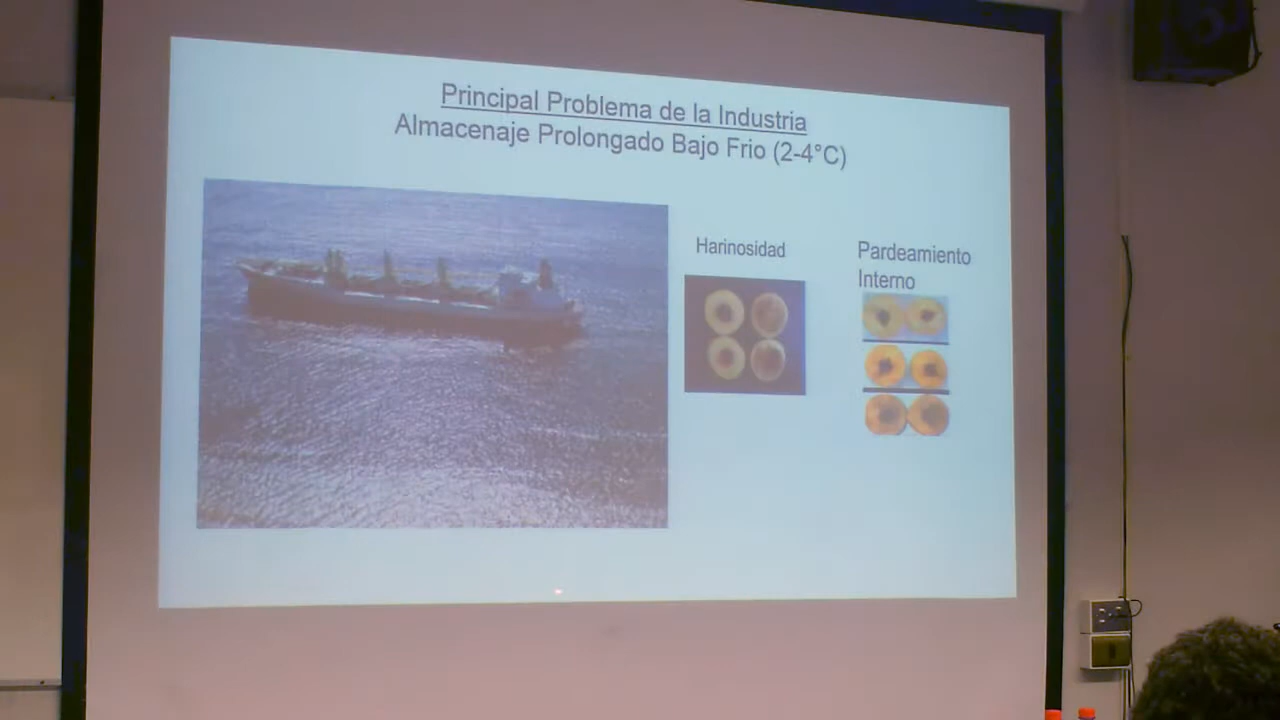 Principal Problema de la Industria
Almacenaje Prolongado Bajo Frio (2-4°C)
Harinosidad
Pardeamiento
Interno